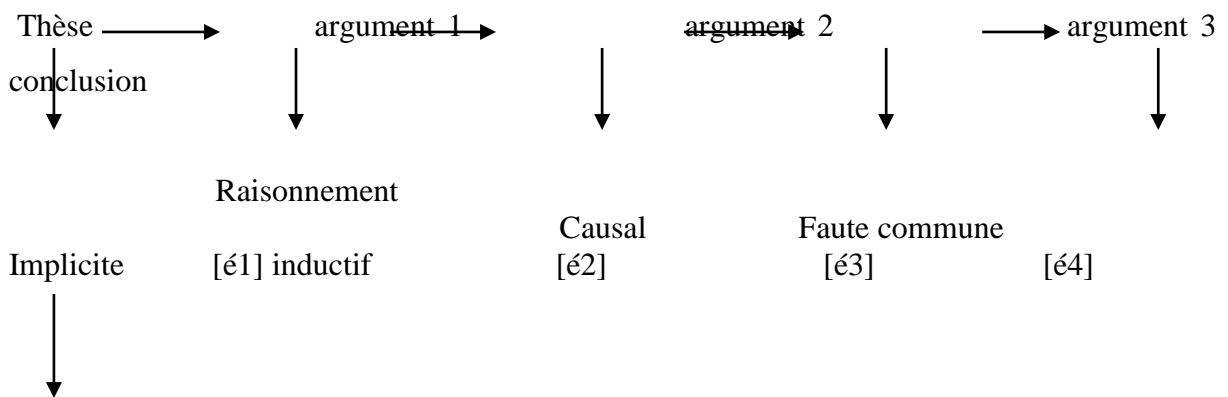 Thèse argument 1 argument 2 argument 3
conclusion
Raisonnement
Causal Faute commune
Implicite [é1] inductif [é2] [é3] [é4]